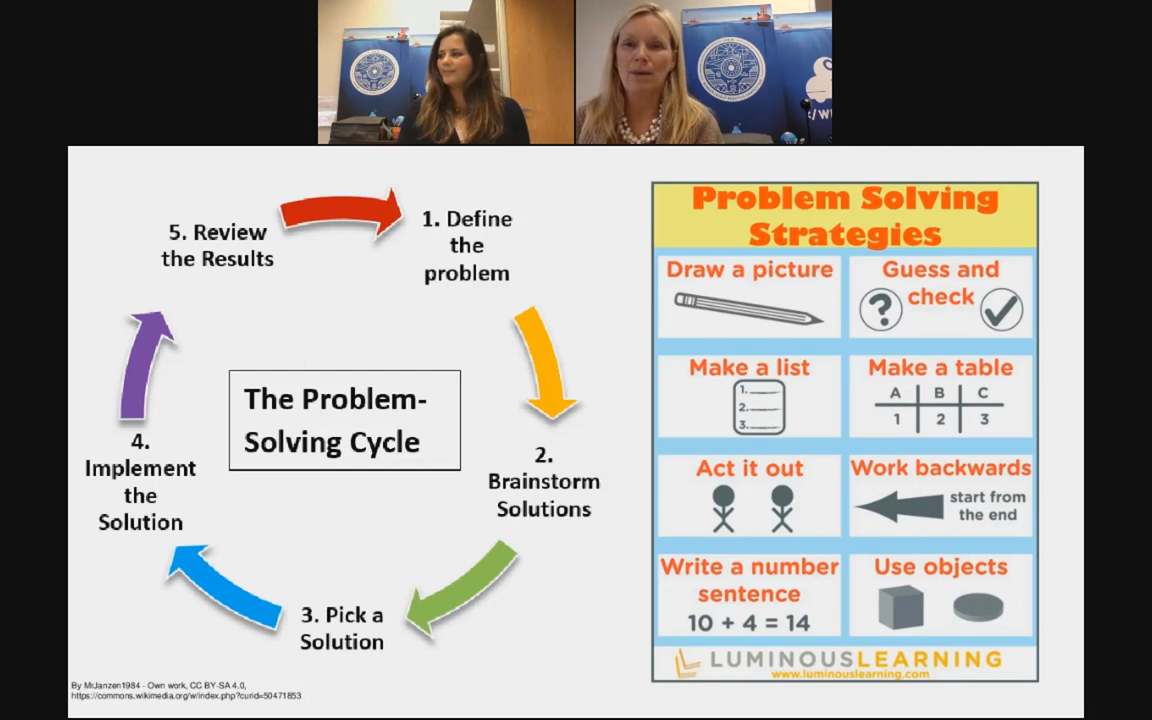 1. Define
the
problem
2.
Brainstorm
Solutions
3. Pick a
Solution
4.
Implement
the
Solution
5. Review
the Results
The Problem-
Solving Cycle
By MrJanzen1984 - Own work, CC BY-SA 4.0,
https://commons.wikimedia.org/w/index.php?curid=50471853
Problem Solving
Strategies
Draw a picture
Guess and
check
?
Make a list
1.
2.
3.
Make a table
A B C
1 2 3
Act it out
Work backwards
start from
the end
Write a number
sentence
10 + 4 = 14
Use objects
LUMINOUSLEARNING
www.luminouslearning.com